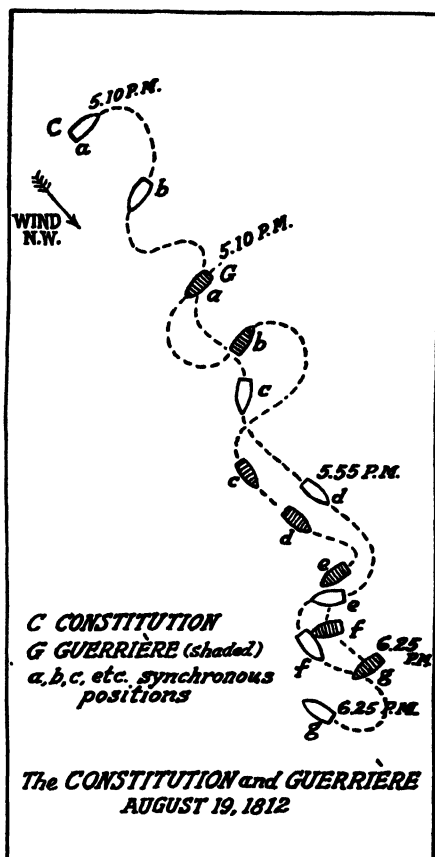 5.10 P.M.
C
a
b
WIND
N.W.
5.10 P.M.
G
a
b
c
c
5.55 P.M.
d
d
e
e
f
f
6.25
P.M.
g
6.25 P.M.
g
C CONSTITUTION
G GUERRIÈRE (shaded)
a, b, c, etc. synchronous
positions
The CONSTITUTION and GUERRIÈRE
AUGUST 19, 1812